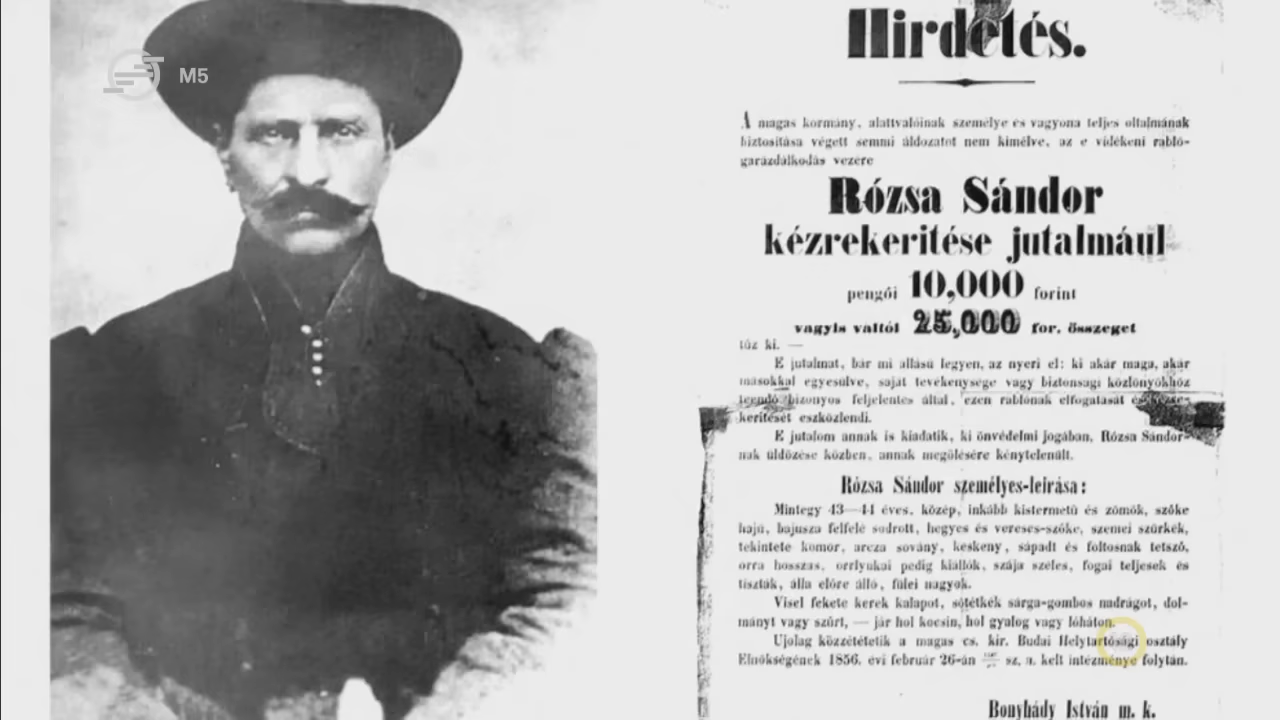 M5
Hirdetés.
A magas kormány, alattvalóinak személye és vagyona teljes oltalmának
biztosítása végett semmi áldozatot nem kimélve, az e vidékeni rabló-
garázdálkodás vezére
Rózsa Sándor
kézrekeritése jutalmául
pengői 10,000 forint
vagyis váltói 25,000 for. összeget
tűz ki. —
E jutalmat, bár mi állású legyen, az nyeri el: ki akár maga, akár
másokkal egyesülve, saját tevékenysége vagy biztonsági közlönyökhöz
teendő bizonyos feljelentés által, ezen rablónak elfogatását és kézre-
keritését eszközlendi.
E jutalom annak is kiadatik, ki önvédelmi jogában, Rózsa Sándor-
nak üldözése közben, annak megölésére kénytelenült.
Rózsa Sándor személyes-leirása:
Mintegy 43—44 éves, közép, inkább kistermetű és zömök, szőke
haju, bajusza felfelé sodrott, hegyes és vereses-szőke, szemei szürkék,
tekintete komor, arcza sovány, keskeny, sápadt és foltosnak tetsző,
orra hosszas, orrlyukai pedig kiállók, szája széles, fogai teljesek és
tiszták, álla előre álló, fülei nagyok.
Visel fekete kerek kalapot, sötétkék sárga-gombos nadrágot, dol-
mányt vagy szűrt, — jár hol kocsin, hol gyalog vagy lóháton.
Ujolag közzététetik a magas cs. kir. Budai Helytartósági osztály
Elnökségének 1856. évi február 26-án sz. a. kelt intézménye folytán.
Bonyhády István m. k.